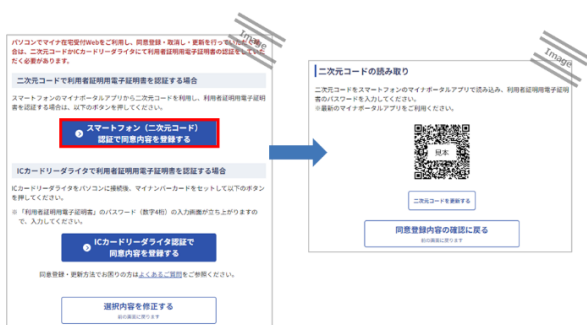 Image
パソコンでマイナ在宅受付Webをご利用し、同意登録・取消し・更新を行っていただく場
合は、二次元コードかICカードリーダライタにて利用者証明用電子証明書の認証をしていた
だく必要があります。
二次元コードで利用者証明用電子証明書を認証する場合
スマートフォンのマイナポータルアプリから二次元コードを利用し、利用者証明用電子証明
書を認証する場合は、以下のボタンを押してください。
スマートフォン（二次元コード）
認証で同意内容を登録する
ICカードリーダライタで利用者証明用電子証明書を認証する場合
ICカードリーダライタをパソコンに接続後、マイナンバーカードをセットして以下のボタン
を押してください。
※「利用者証明用電子証明書」のパスワード（数字4桁）の入力画面が立ち上がりますの
で、入力してください。
ICカードリーダライタ認証で
同意内容を登録する
同意登録・更新方法でお困りの方はよくあるご質問をご参照ください。
選択内容を修正する
前の画面に戻ります
Image
二次元コードの読み取り
二次元コードをスマートフォンのマイナポータルアプリで読み込み、利用者証明用電子証明
書のパスワードを入力してください。
※最新のマイナポータルアプリをご利用ください。
見本
二次元コードを更新する
同意登録内容の確認に戻る
前の画面に戻ります